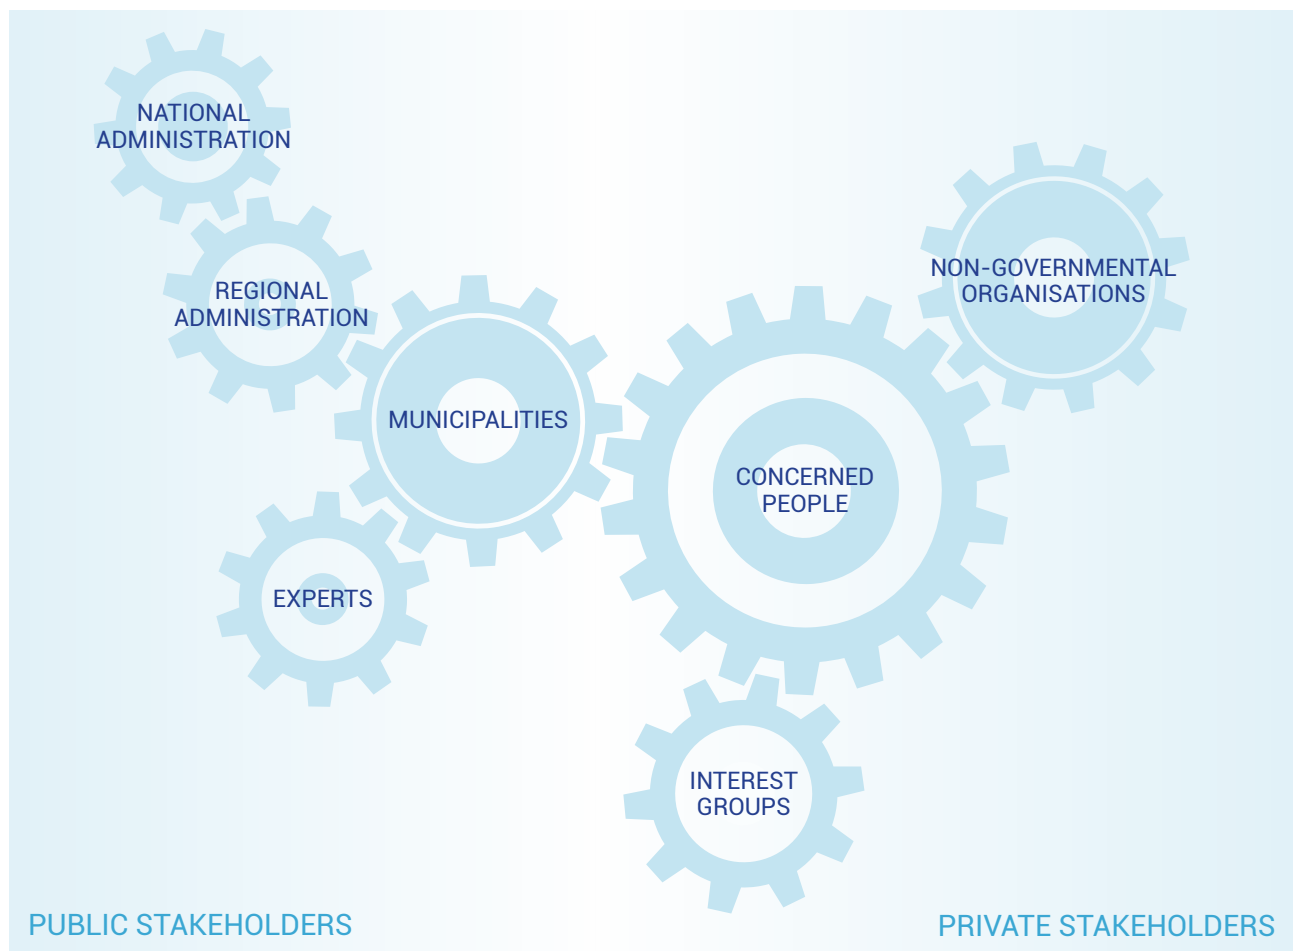 NATIONAL
ADMINISTRATION
REGIONAL
ADMINISTRATION
MUNICIPALITIES
EXPERTS
NON-GOVERNMENTAL
ORGANISATIONS
CONCERNED
PEOPLE
INTEREST
GROUPS
PUBLIC STAKEHOLDERS
PRIVATE STAKEHOLDERS